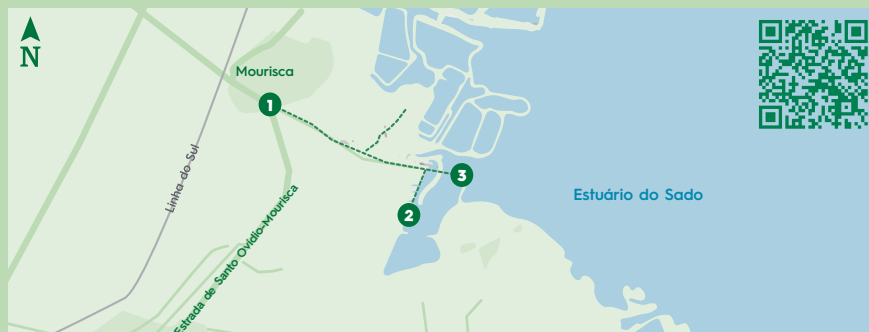 N
Mourisca
1
Linha do Sul
3
Estuário do Sado
2
Estrada de Santo Ovídio-Mourisca